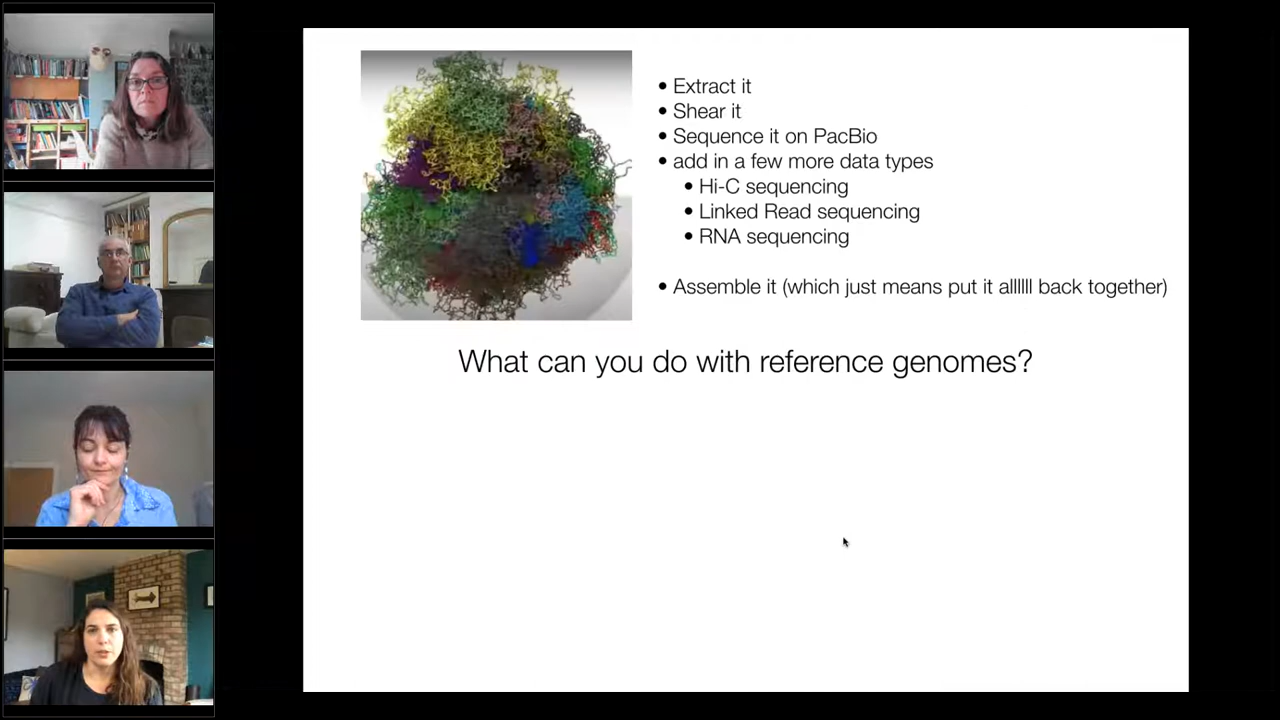 • Extract it
• Shear it
• Sequence it on PacBio
• add in a few more data types
• Hi-C sequencing
• Linked Read sequencing
• RNA sequencing
• Assemble it (which just means put it allllll back together)
What can you do with reference genomes?